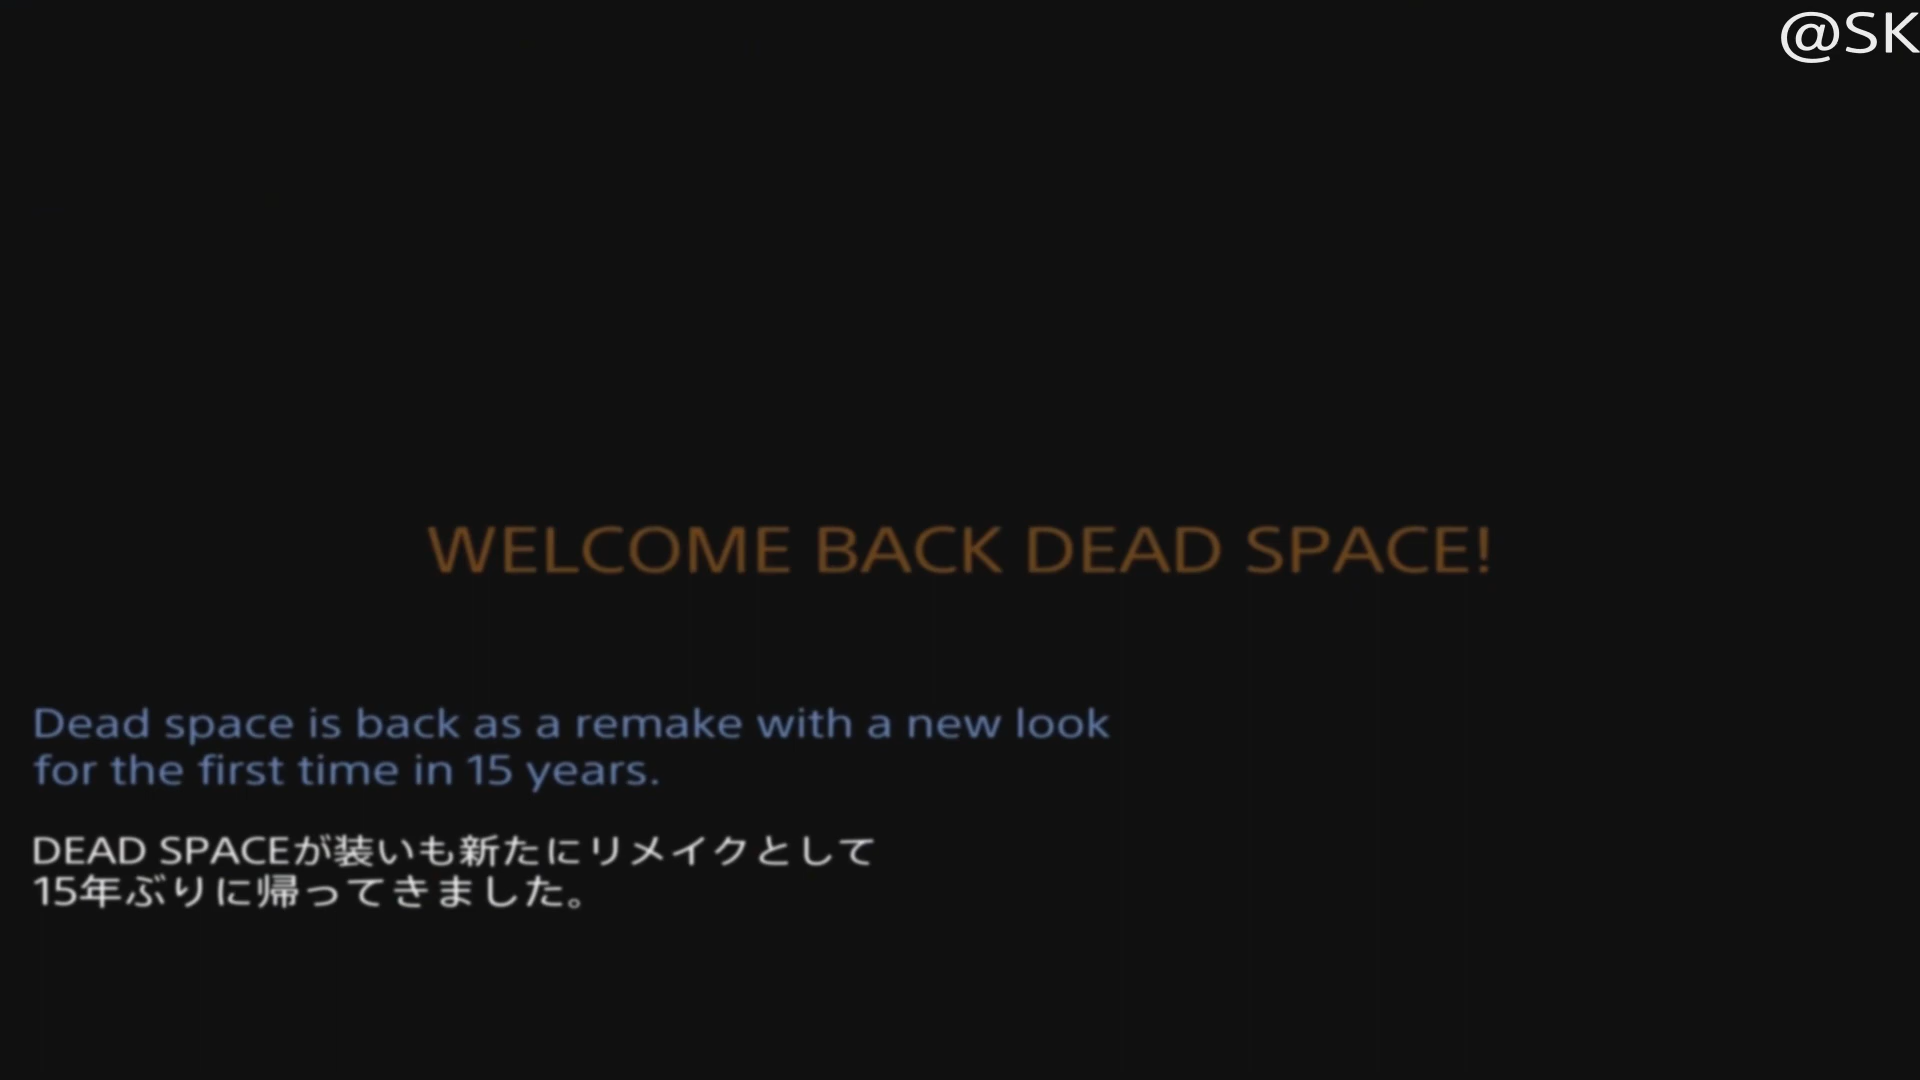 @SK
WELCOME BACK DEAD SPACE!
Dead space is back as a remake with a new look
for the first time in 15 years.
DEAD SPACEが装いも新たにリメイクとして
15年ぶりに帰ってきました。